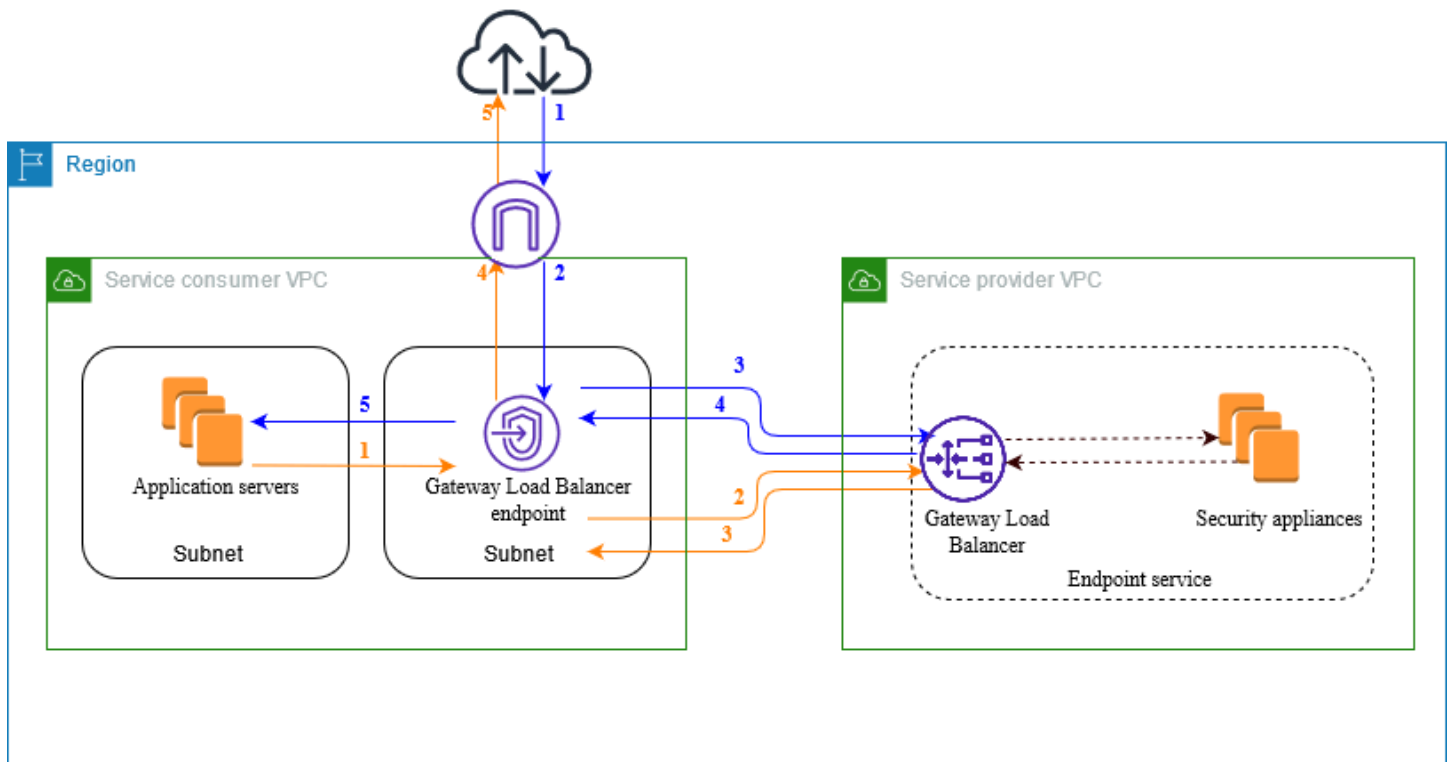 5
1
Region
4
2
Service consumer VPC
Service provider VPC
3
4
5
1
2
3
Application servers
Gateway Load Balancer
endpoint
Subnet
Subnet
Gateway Load
Balancer
Security appliances
Endpoint service